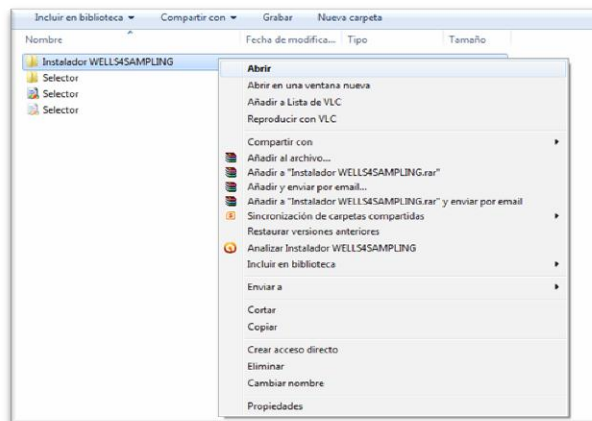 Incluir en biblioteca Compartir con Grabar Nueva carpeta
Nombre Fecha de modifica... Tipo Tamaño
Instalador WELLS4SAMPLING
Selector
Selector
Selector
Abrir
Abrir en una ventana nueva
Añadir a Lista de VLC
Reproducir con VLC
Compartir con
Añadir al archivo...
Añadir a "Instalador WELLS4SAMPLING.rar"
Añadir y enviar por email...
Añadir a "Instalador WELLS4SAMPLING.rar" y enviar por email
Sincronización de carpetas compartidas
Restaurar versiones anteriores
Analizar Instalador WELLS4SAMPLING
Incluir en biblioteca
Enviar a
Cortar
Copiar
Crear acceso directo
Eliminar
Cambiar nombre
Propiedades